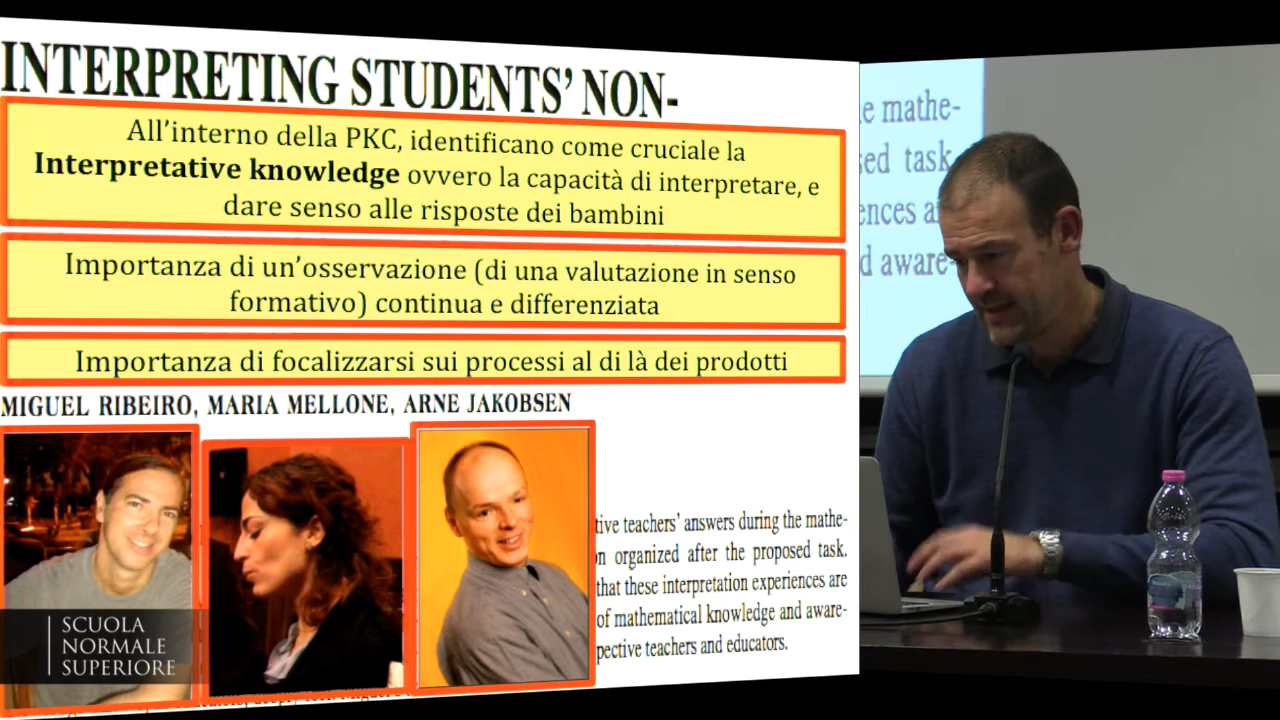 INTERPRETING STUDENTS’ NON-
All’interno della PKC, identificano come cruciale la
Interpretative knowledge ovvero la capacità di interpretare, e
dare senso alle risposte dei bambini
Importanza di un’osservazione (di una valutazione in senso
formativo) continua e differenziata
Importanza di focalizzarsi sui processi al di là dei prodotti
MIGUEL RIBEIRO, MARIA MELLONE, ARNE JAKOBSEN
tive teachers’ answers during the mathe-
n organized after the proposed task.
that these interpretation experiences are
of mathematical knowledge and aware-
pective teachers and educators.
SCUOLA
NORMALE
SUPERIORE
e mathe-
sed task
ences a
d aware-